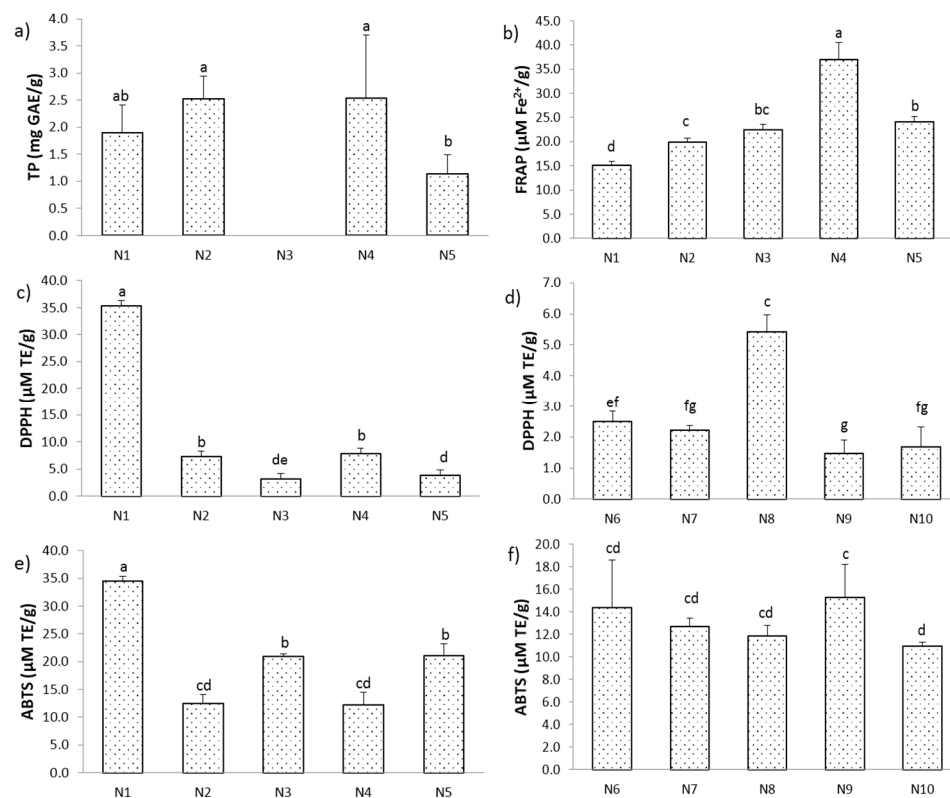 a)
TP (mg GAE/g)
4.0
3.5
3.0
2.5
2.0
1.5
1.0
0.5
0.0
ab
a
a
b
N1 N2 N3 N4 N5
b)
FRAP (µM Fe²⁺/g)
45.0
40.0
35.0
30.0
25.0
20.0
15.0
10.0
5.0
0.0
d
c
bc
a
b
N1 N2 N3 N4 N5
c)
DPPH (µM TE/g)
40.0
35.0
30.0
25.0
20.0
15.0
10.0
5.0
0.0
a
b
de
b
d
N1 N2 N3 N4 N5
d)
DPPH (µM TE/g)
7.0
6.0
5.0
4.0
3.0
2.0
1.0
0.0
ef
fg
c
g
fg
N6 N7 N8 N9 N10
e)
ABTS (µM TE/g)
40.0
35.0
30.0
25.0
20.0
15.0
10.0
5.0
0.0
a
cd
b
cd
b
N1 N2 N3 N4 N5
f)
ABTS (µM TE/g)
20.0
18.0
16.0
14.0
12.0
10.0
8.0
6.0
4.0
2.0
0.0
cd
cd
cd
c
d
N6 N7 N8 N9 N10